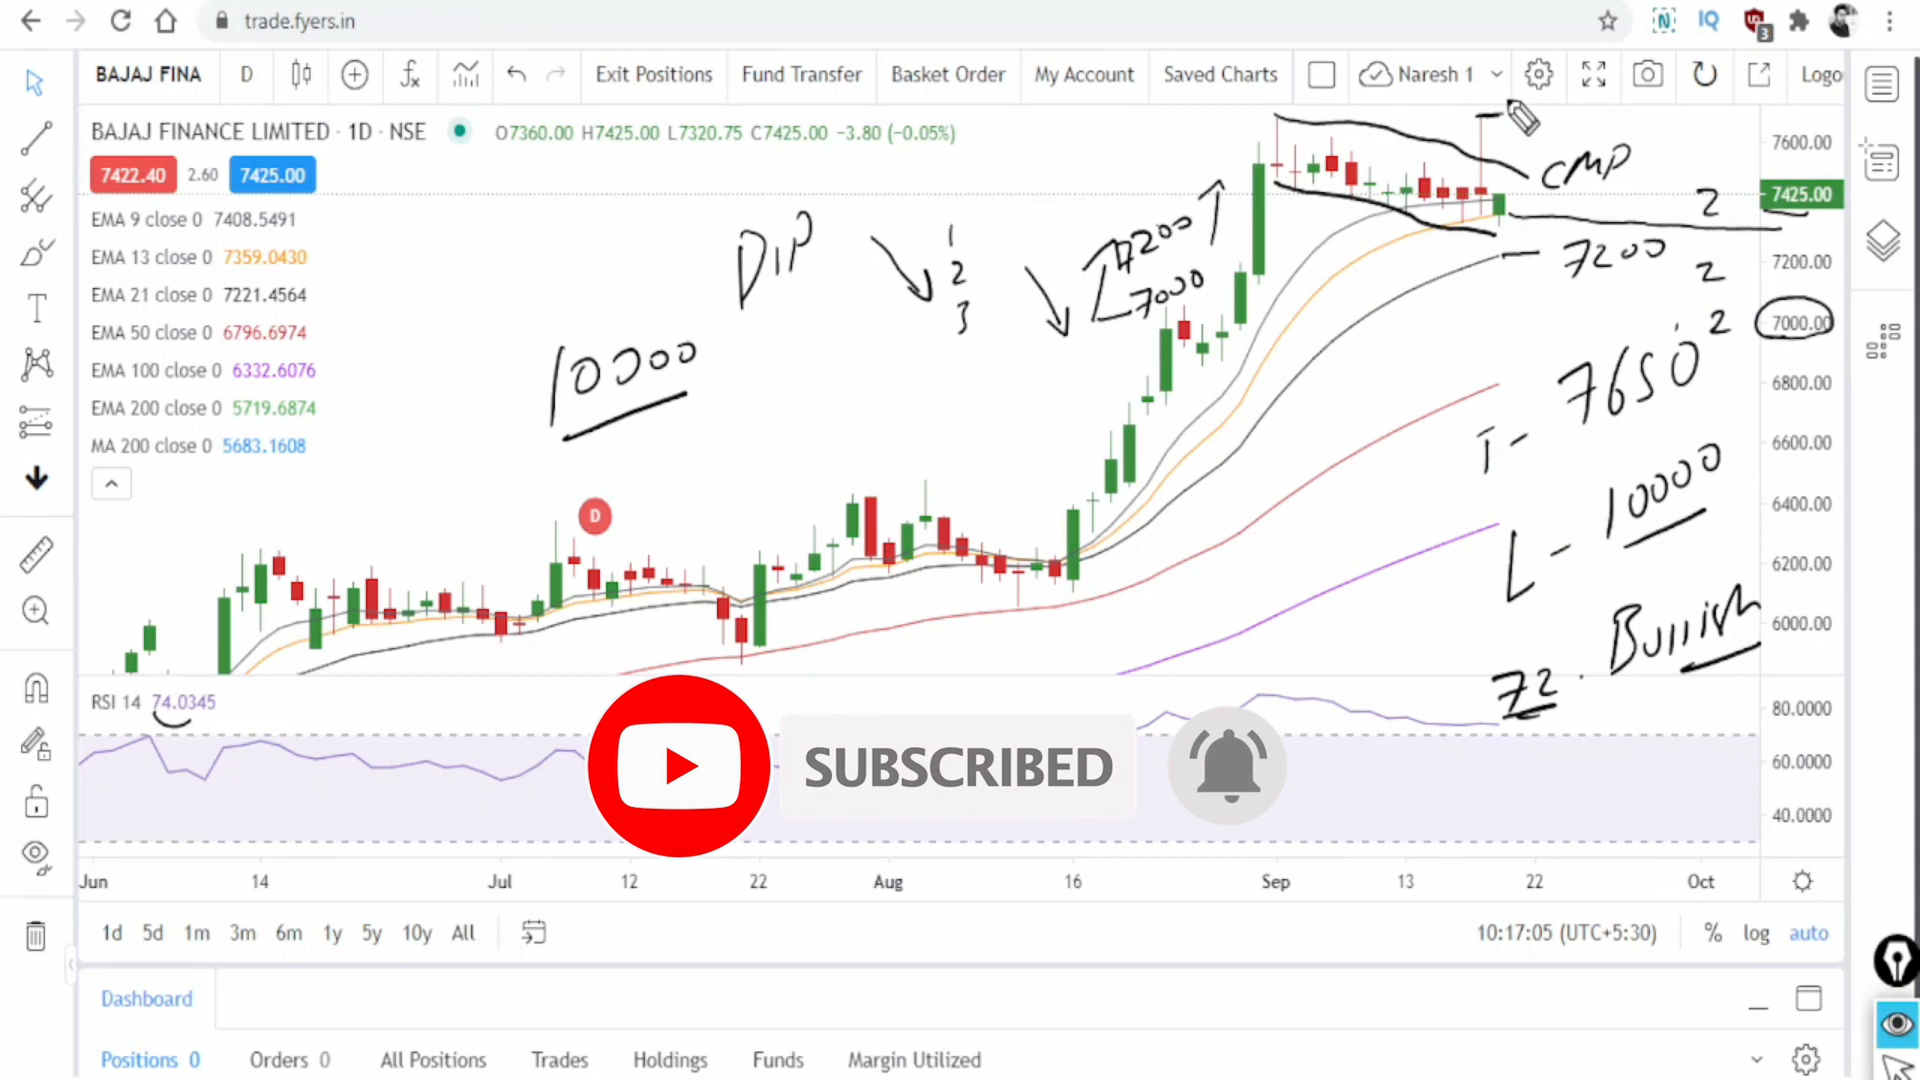 trade.fyers.in
3
BAJAJ FINA D Exit Positions Fund Transfer Basket Order My Account Saved Charts Naresh 1 Logo
BAJAJ FINANCE LIMITED · 1D · NSE O7360.00 H7425.00 L7320.75 C7425.00 −3.80 (−0.05%)
7422.40 2.60 7425.00
EMA 9 close 0 7408.5491
EMA 13 close 0 7359.0430
EMA 21 close 0 7221.4564
EMA 50 close 0 6796.6974
EMA 100 close 0 6332.6076
EMA 200 close 0 5719.6874
MA 200 close 0 5683.1608
DIP
1
2
3
7200
7000
10000
D
CMP
2
7200 2
2
T - 7650
L - 10000
72 . Bullish
7600.00
7425.00
7200.00
7000.00
6800.00
6600.00
6400.00
6200.00
6000.00
RSI 14 74.0345
80.0000
60.0000
40.0000
SUBSCRIBED
Jun 14 Jul 12 22 Aug 16 Sep 13 22 Oct
1d 5d 1m 3m 6m 1y 5y 10y All 10:17:05 (UTC+5:30) % log auto
Dashboard
Positions 0 Orders 0 All Positions Trades Holdings Funds Margin Utilized